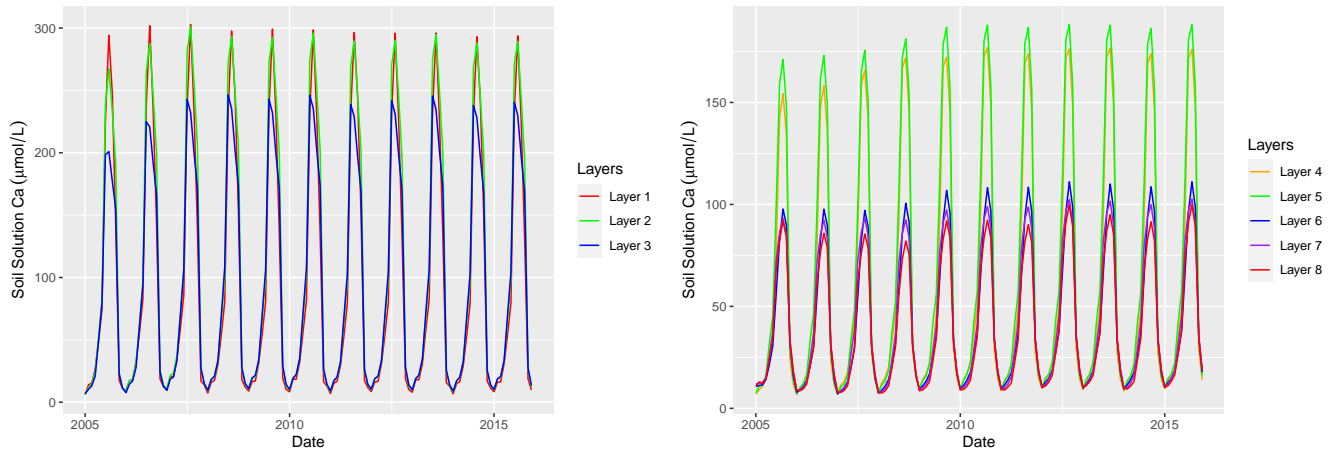 Soil Solution Ca (μmol/L)
300
200
100
0
2005
2010
2015
Date
Layers
Layer 1
Layer 2
Layer 3
Soil Solution Ca (μmol/L)
150
100
50
0
2005
2010
2015
Date
Layers
Layer 4
Layer 5
Layer 6
Layer 7
Layer 8